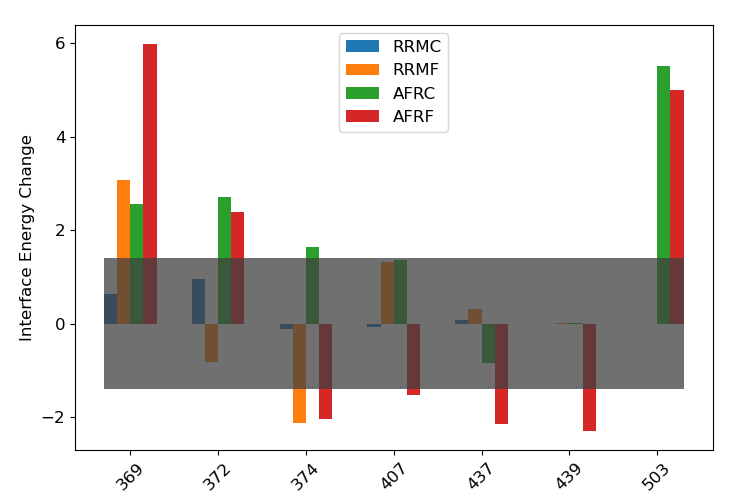 RRMC
RRMF
AFRC
AFRF
Interface Energy Change
6
4
2
0
−2
369
372
374
407
437
439
503